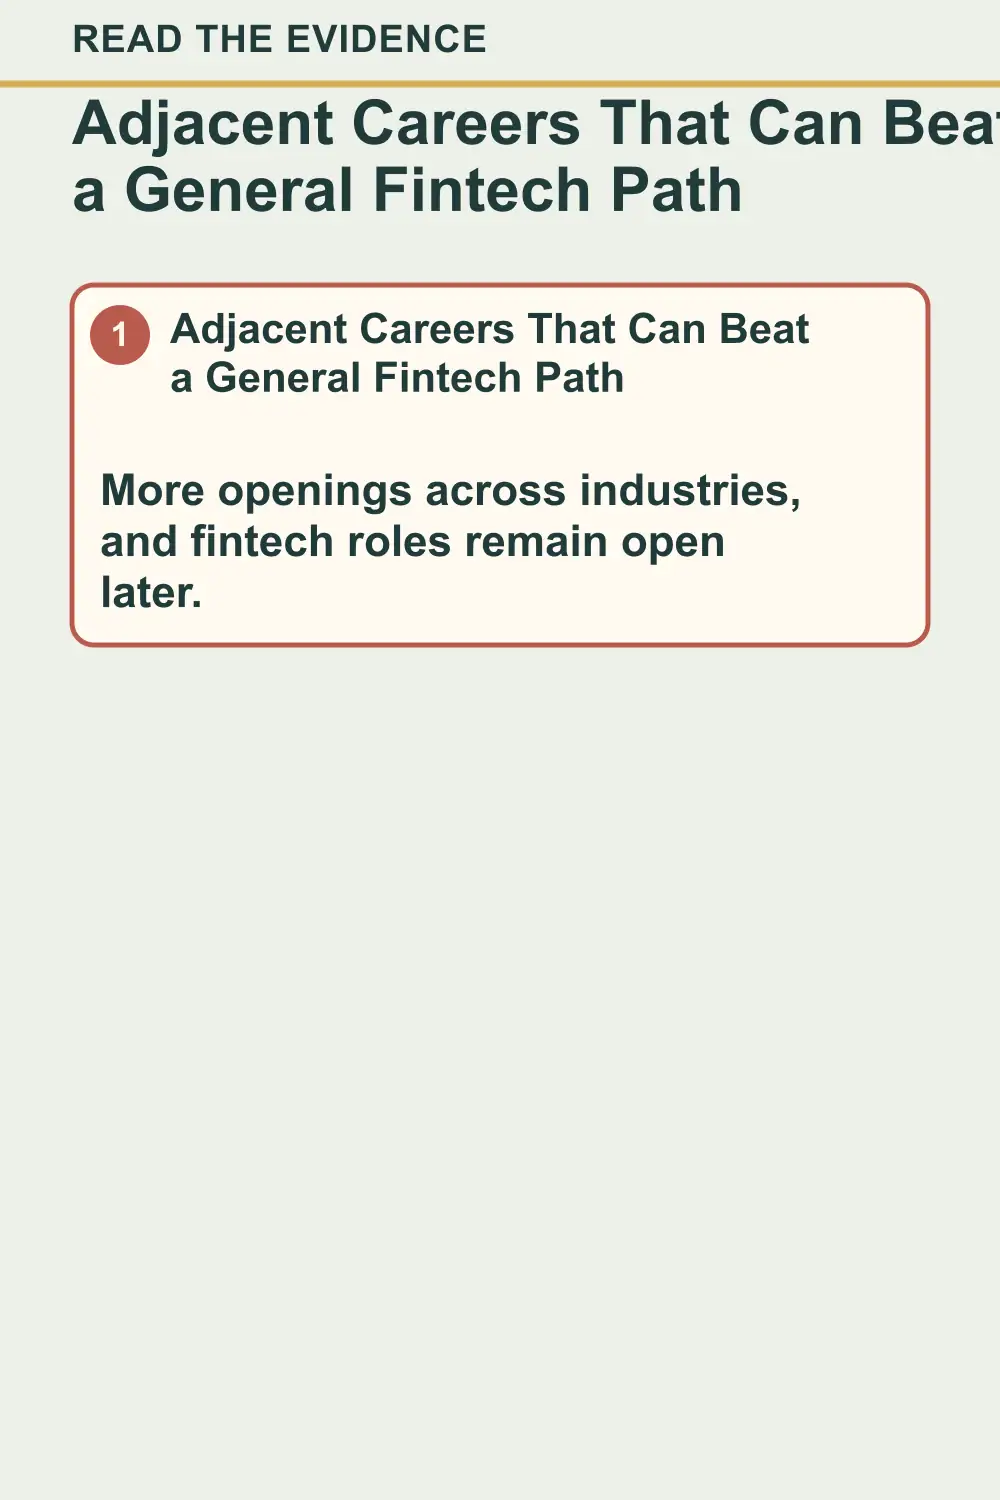 READ THE EVIDENCE
Adjacent Careers That Can Beat
a General Fintech Path
1
Adjacent Careers That Can Beat
a General Fintech Path
More openings across industries,
and fintech roles remain open
later.